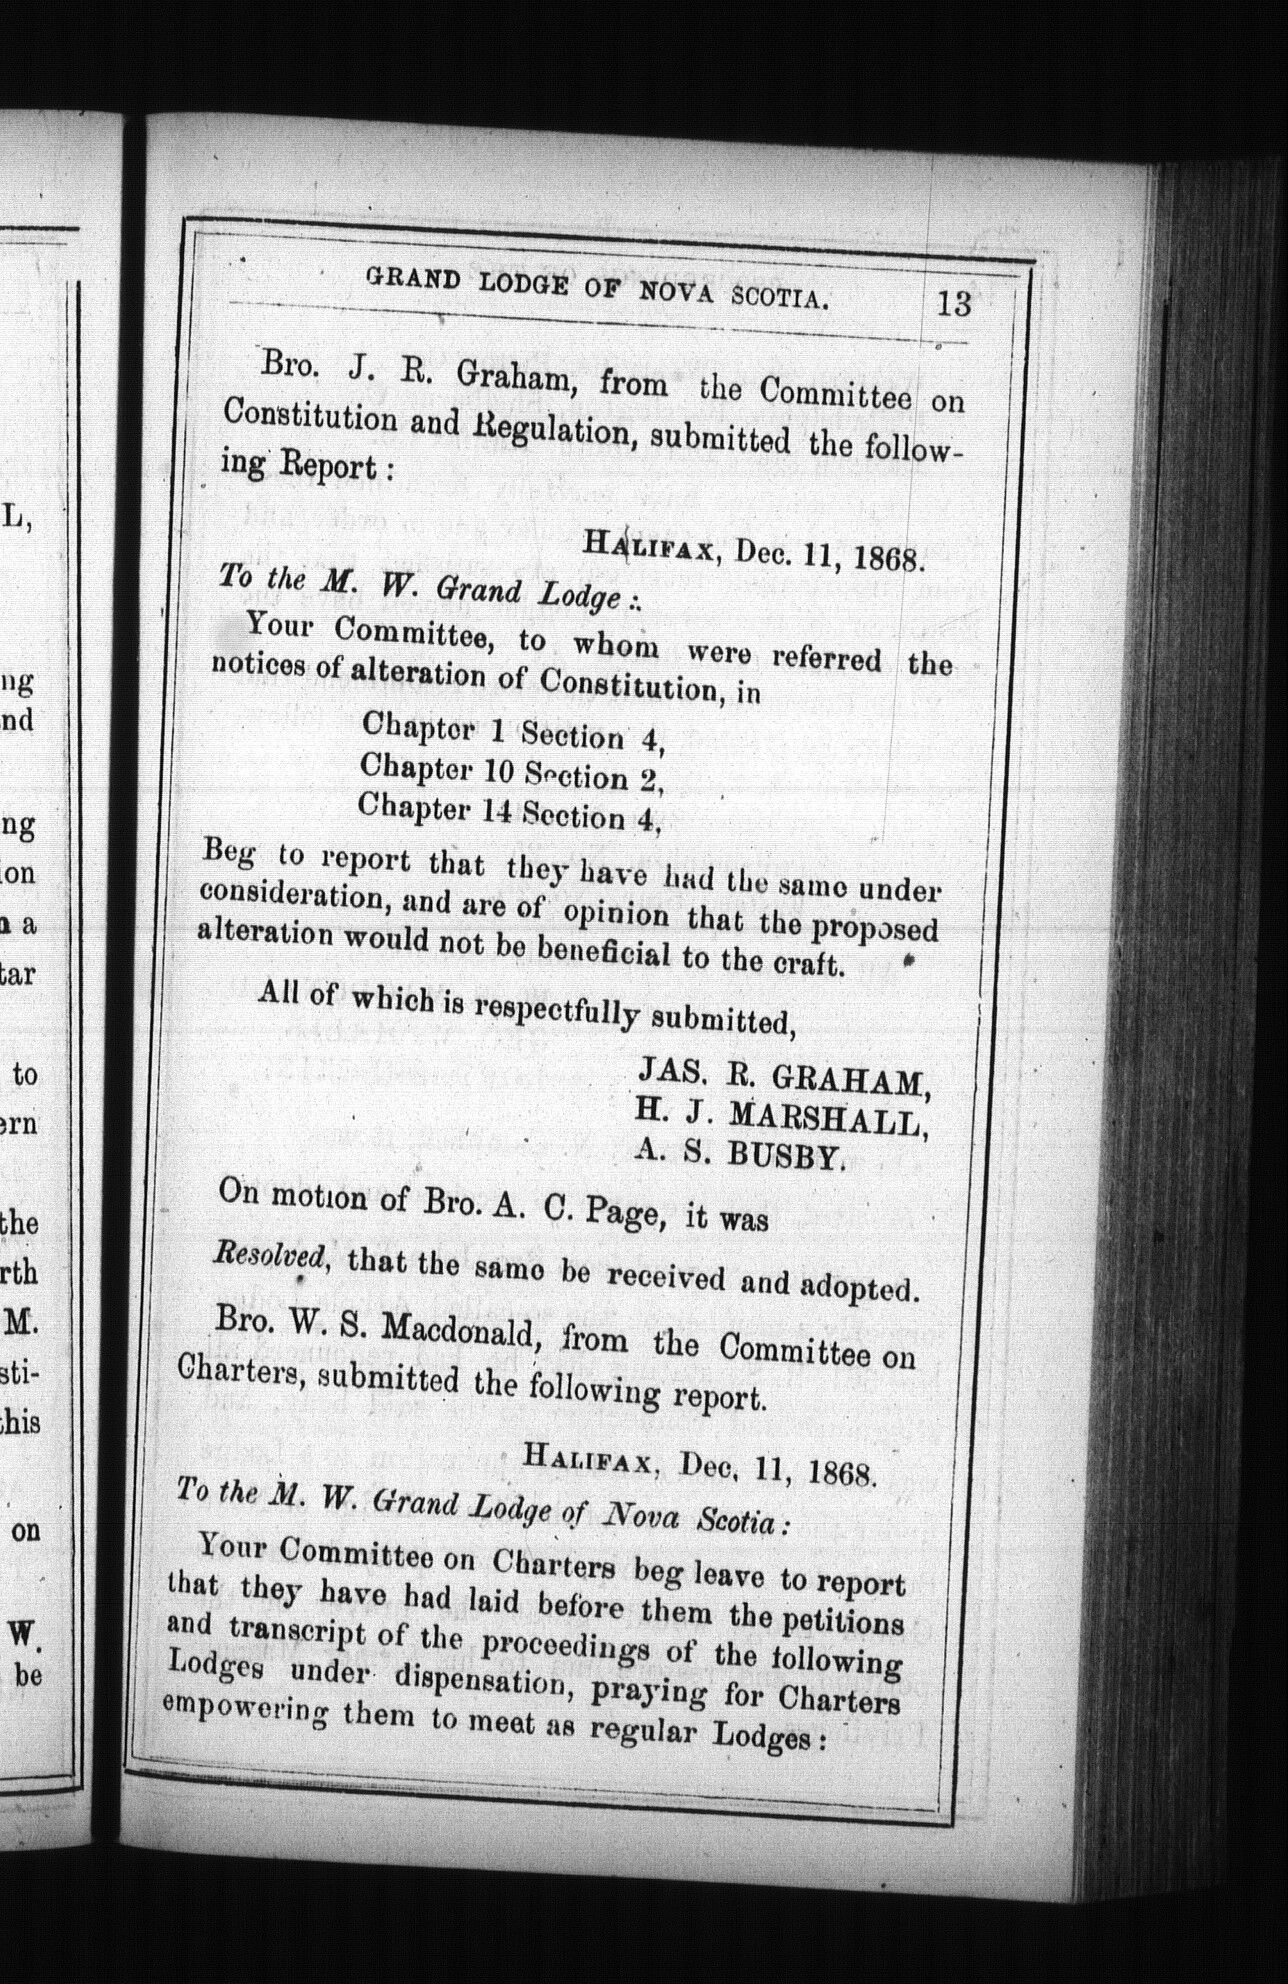 GRAND LODGE OF NOVA SCOTIA. 13
Bro. J. R. Graham, from the Committee on
Constitution and Regulation, submitted the follow-
ing Report :
HALIFAX, Dec. 11, 1868.
To the M. W. Grand Lodge :
Your Committee, to whom were referred the
notices of alteration of Constitution, in
Chapter 1 Section 4,
Chapter 10 Section 2,
Chapter 14 Section 4,
Beg to report that they have had the same under
consideration, and are of opinion that the proposed
alteration would not be beneficial to the craft.
All of which is respectfully submitted,
JAS. R. GRAHAM,
H. J. MARSHALL,
A. S. BUSBY.
On motion of Bro. A. C. Page, it was
Resolved, that the same be received and adopted.
Bro. W. S. Macdonald, from the Committee on
Charters, submitted the following report.
HALIFAX, Dec. 11, 1868.
To the M. W. Grand Lodge of Nova Scotia :
Your Committee on Charters beg leave to report
that they have had laid before them the petitions
and transcript of the proceedings of the following
Lodges under dispensation, praying for Charters
empowering them to meet as regular Lodges :